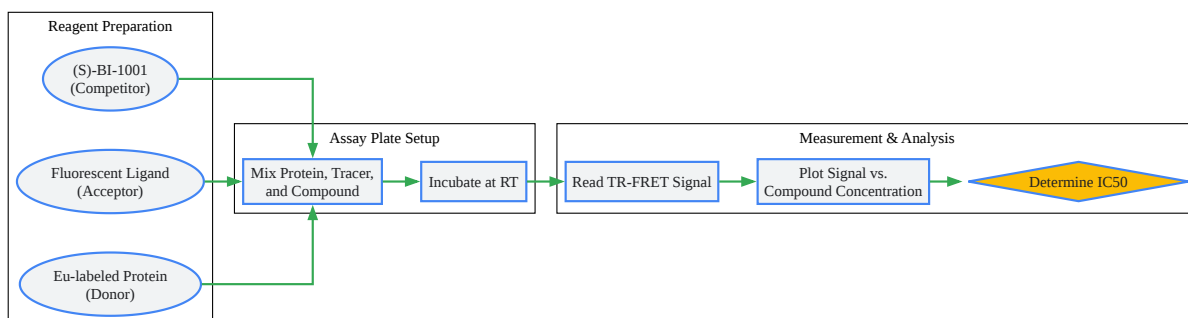 Reagent Preparation
(S)-BI-1001
(Competitor)
Fluorescent Ligand
(Acceptor)
Eu-labeled Protein
(Donor)
Assay Plate Setup
Mix Protein, Tracer,
and Compound
Incubate at RT
Measurement & Analysis
Read TR-FRET Signal
Plot Signal vs.
Compound Concentration
Determine IC50